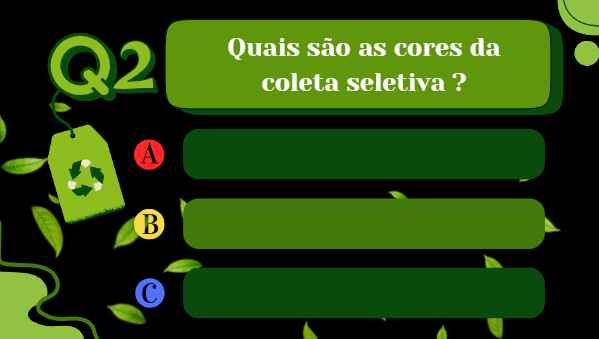 Q2
Quais são as cores da
coleta seletiva ?
A
B
C